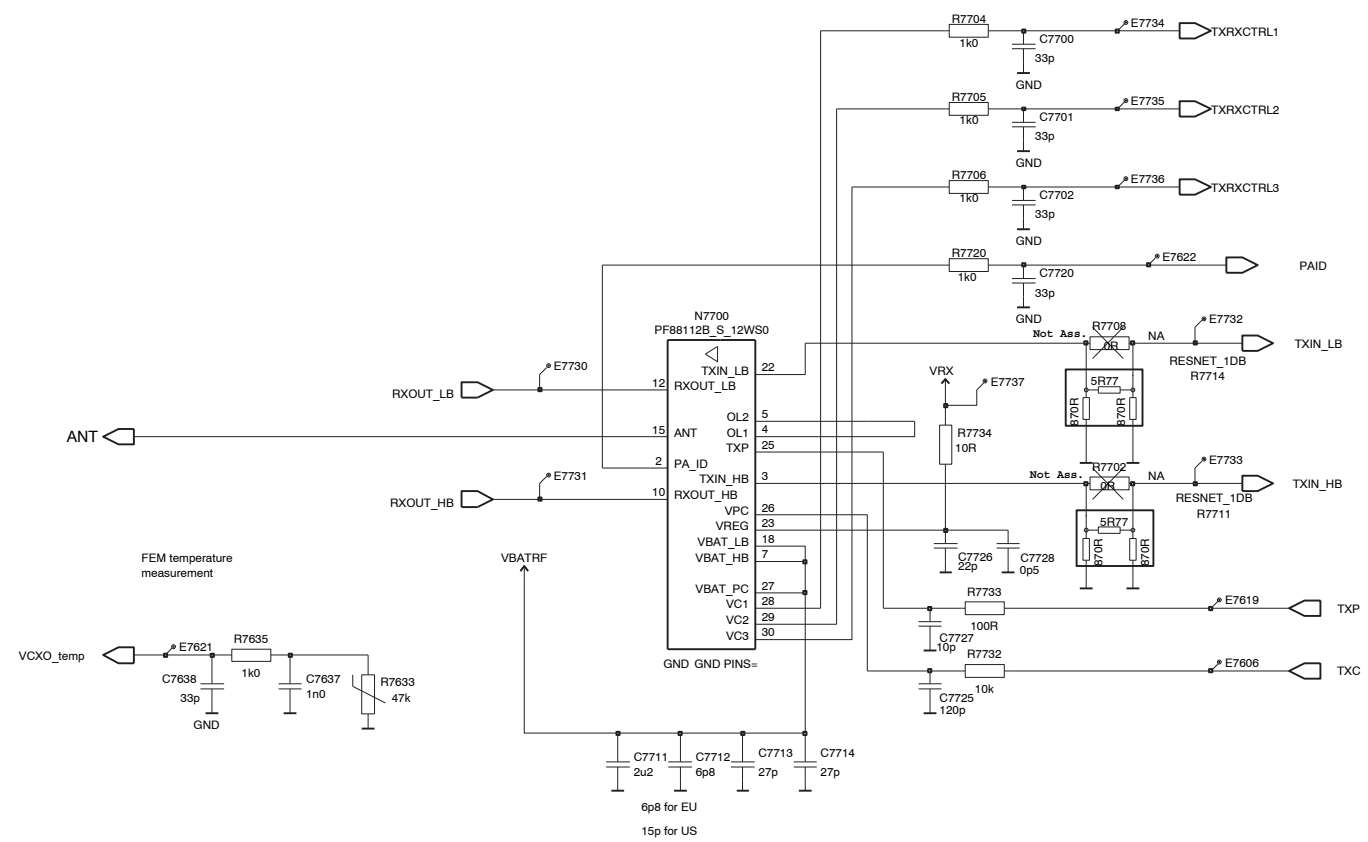 R7704
E7734
TXRXCTRL1
1k0
C7700
33p
GND
R7705
E7735
TXRXCTRL2
1k0
C7701
33p
GND
R7706
E7736
TXRXCTRL3
1k0
C7702
33p
GND
R7720
E7622
PAID
1k0
C7720
33p
GND
N7700
PF88112B_S_12WS0
Not Ass.
R7703
0R
NA
E7732
TXIN_LB
RESNET_1DB
R7714
5R77
870R
870R
E7730
RXOUT_LB
12
RXOUT_LB
TXIN_LB
22
VRX
E7737
R7734
10R
ANT
15
ANT
OL2
5
OL1
4
TXP
25
2
PA_ID
TXIN_HB
3
E7731
RXOUT_HB
10
RXOUT_HB
VPC
26
VREG
23
VBAT_LB
18
VBAT_HB
7
VBAT_PC
27
VC1
28
VC2
29
VC3
30
GND GND PINS=
Not Ass.
R7702
0R
NA
E7733
TXIN_HB
RESNET_1DB
R7711
5R77
870R
870R
C7726
22p
C7728
0p5
R7733
100R
E7619
TXP
C7727
10p
R7732
10k
E7606
TXC
C7725
120p
FEM temperature
measurement
VBATRF
VCXO_temp
E7621
R7635
1k0
C7638
33p
GND
C7637
1n0
R7633
47k
C7711
2u2
C7712
6p8
C7713
27p
C7714
27p
6p8 for EU
15p for US